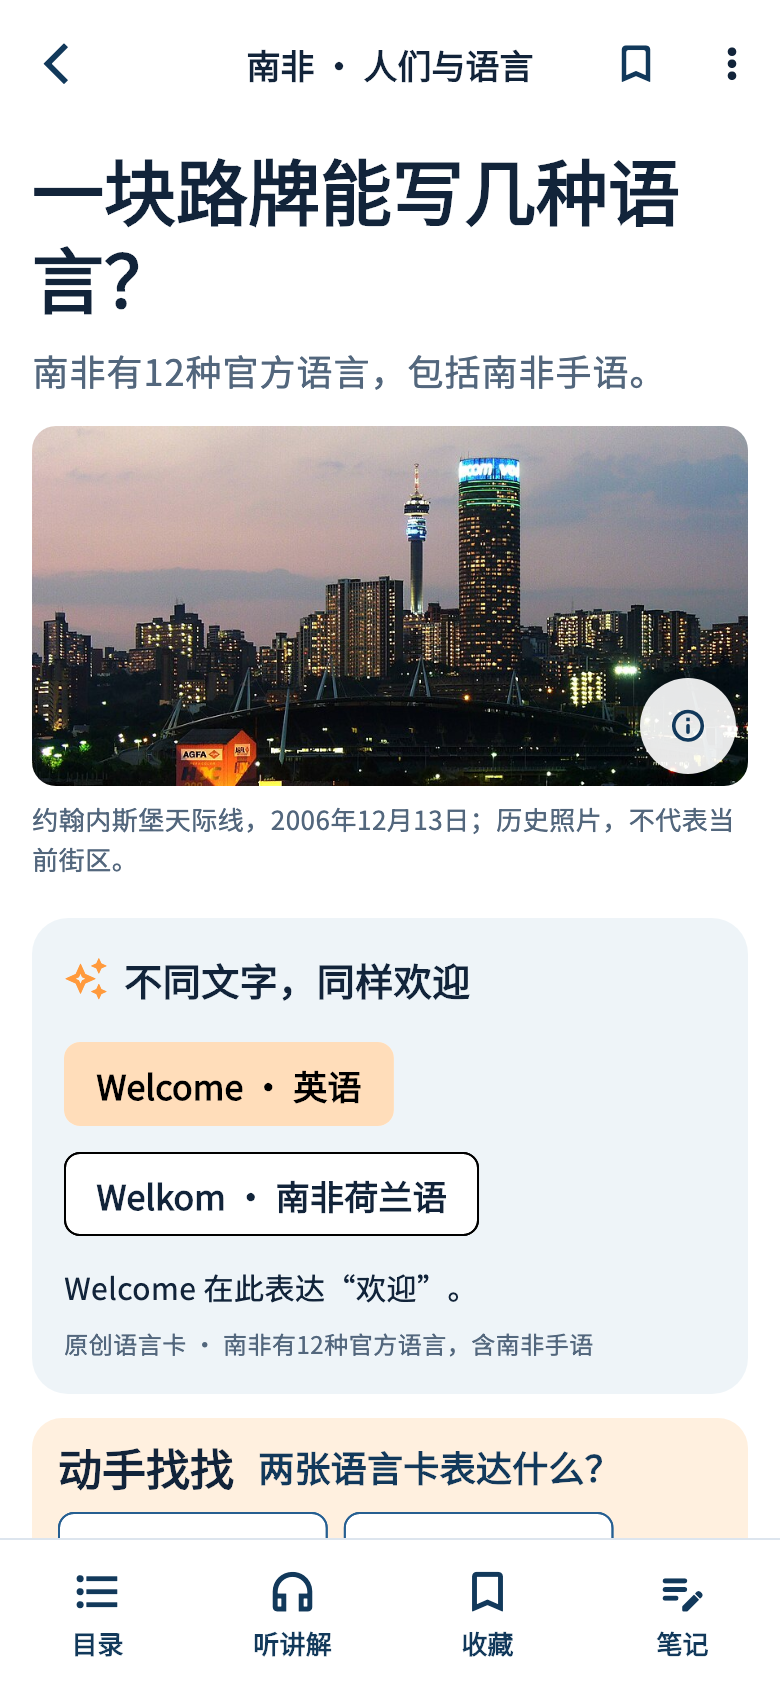 南非 · 人们与语言
一块路牌能写几种语
言？
南非有12种官方语言，包括南非手语。
AGFA
约翰内斯堡天际线，2006年12月13日；历史照片，不代表当
前街区。
不同文字，同样欢迎
Welcome · 英语
Welkom · 南非荷兰语
Welcome 在此表达“欢迎”。
原创语言卡 · 南非有12种官方语言，含南非手语
动手找找 两张语言卡表达什么？
目录 听讲解 收藏 笔记